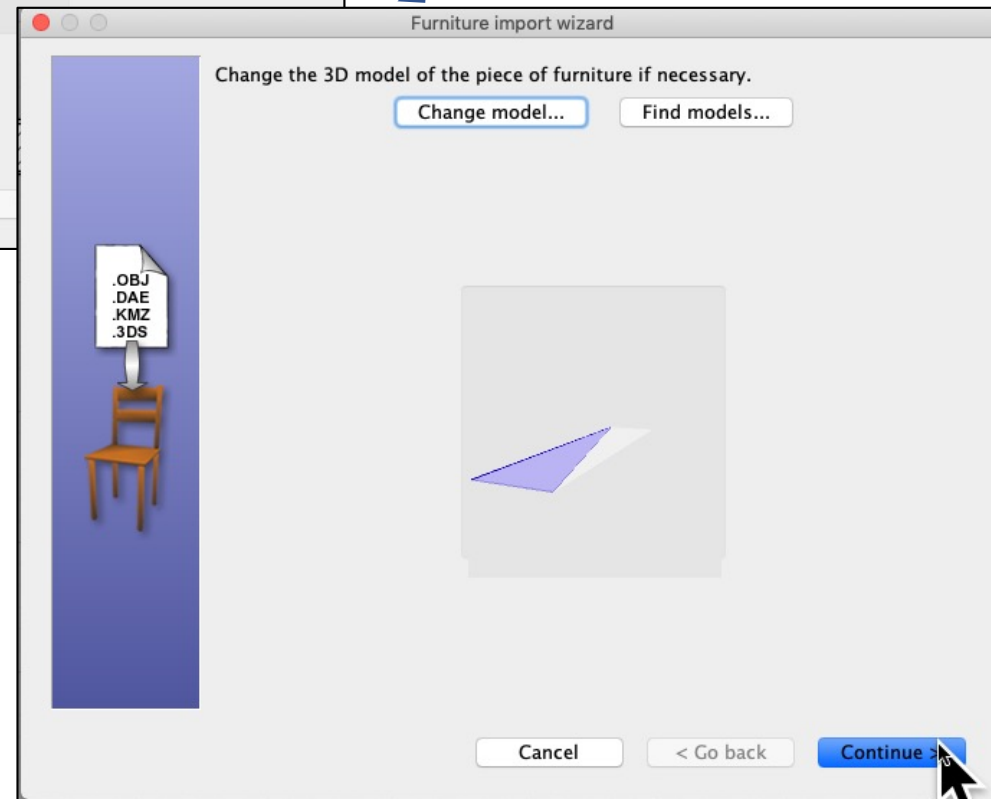 Furniture import wizard
Change the 3D model of the piece of furniture if necessary.
Change model... Find models...
.OBJ
.DAE
.KMZ
.3DS
Cancel < Go back Continue >